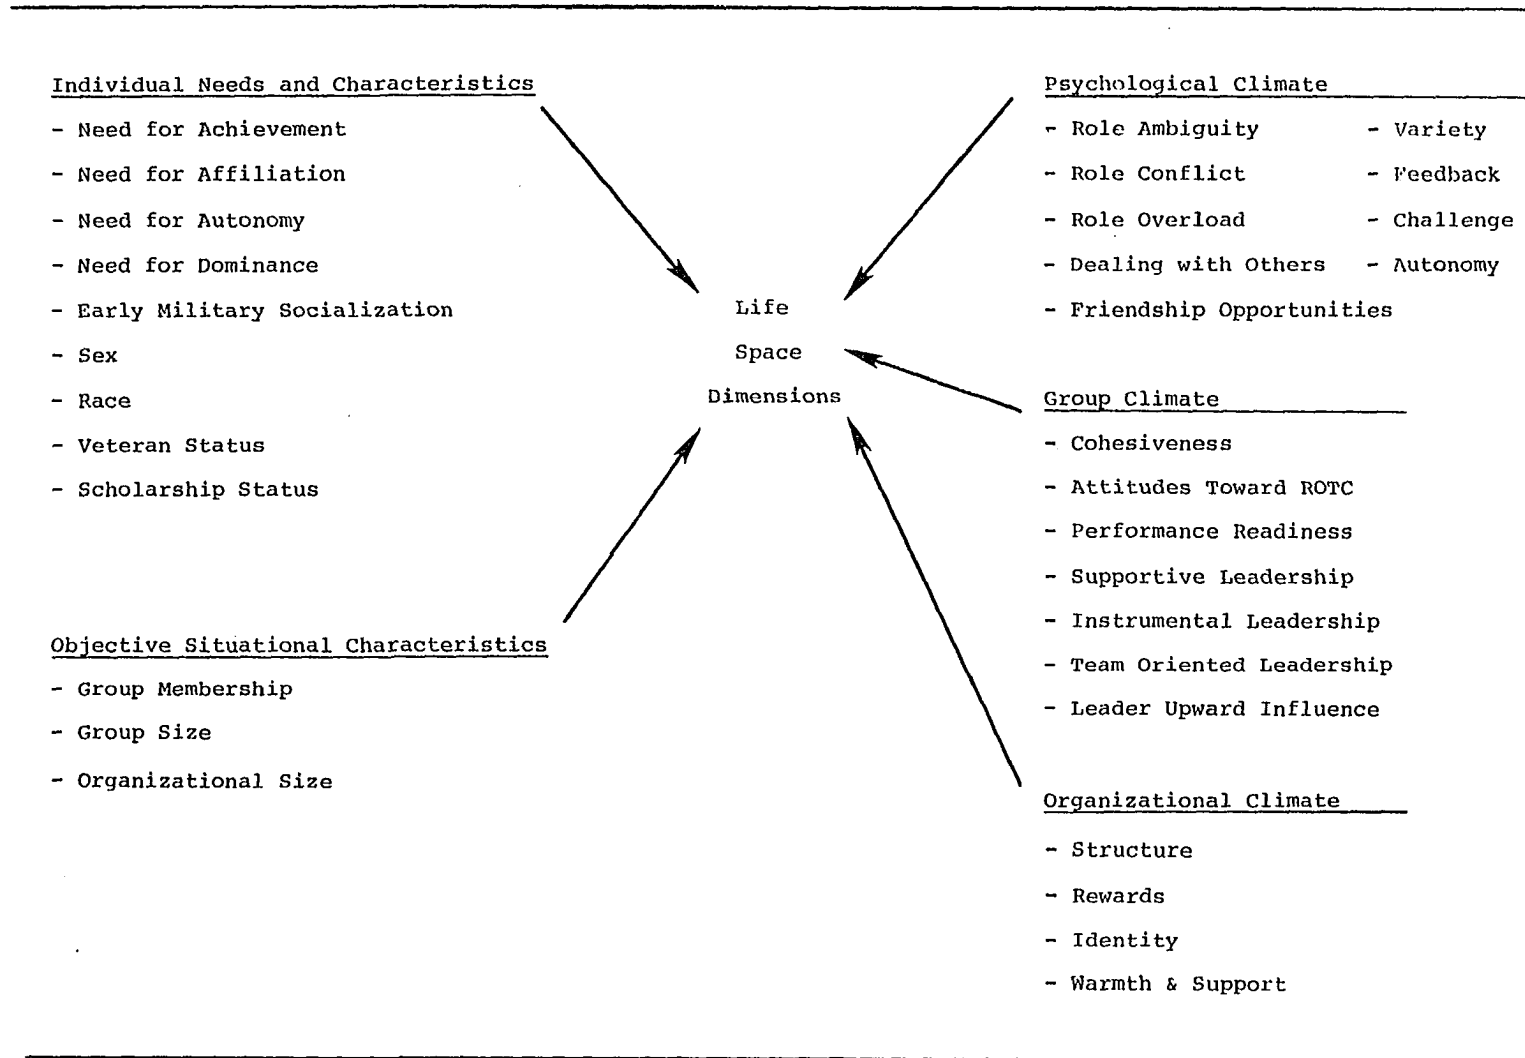 Individual Needs and Characteristics
- Need for Achievement
- Need for Affiliation
- Need for Autonomy
- Need for Dominance
- Early Military Socialization
- Sex
- Race
- Veteran Status
- Scholarship Status
Objective Situational Characteristics
- Group Membership
- Group Size
- Organizational Size
Life
Space
Dimensions
Psychological Climate
- Role Ambiguity - Variety
- Role Conflict - Feedback
- Role Overload - Challenge
- Dealing with Others - Autonomy
- Friendship Opportunities
Group Climate
- Cohesiveness
- Attitudes Toward ROTC
- Performance Readiness
- Supportive Leadership
- Instrumental Leadership
- Team Oriented Leadership
- Leader Upward Influence
Organizational Climate
- Structure
- Rewards
- Identity
- Warmth & Support